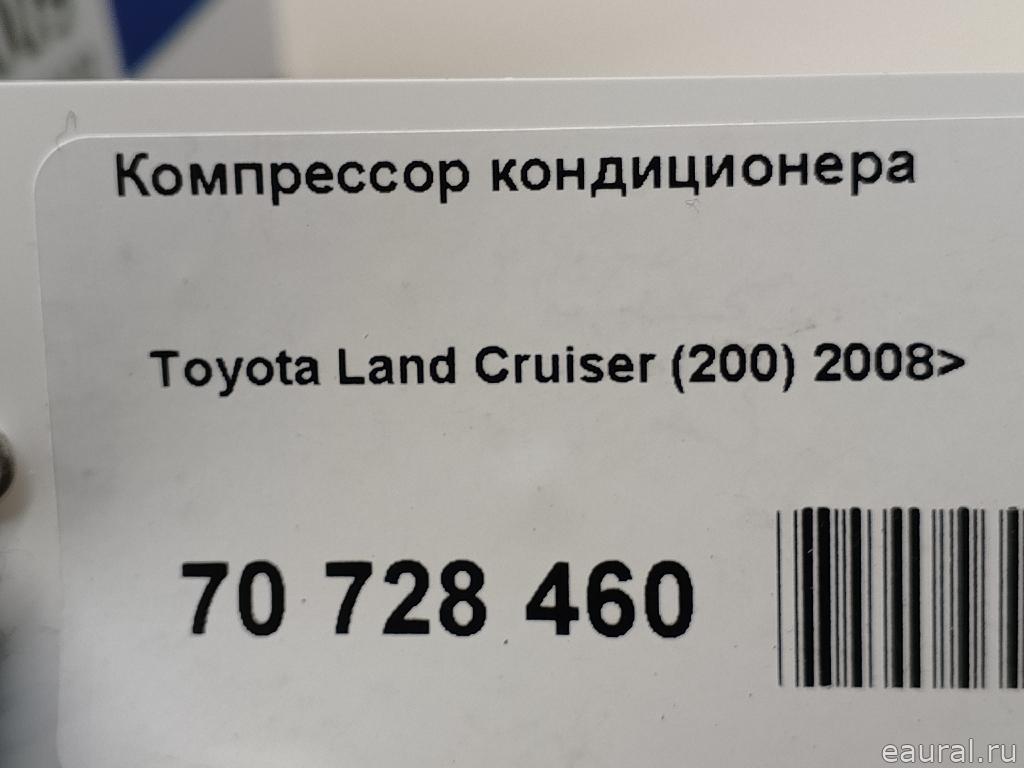 Компрессор кондиционера
Toyota Land Cruiser (200) 2008>
70 728 460
eaural.ru